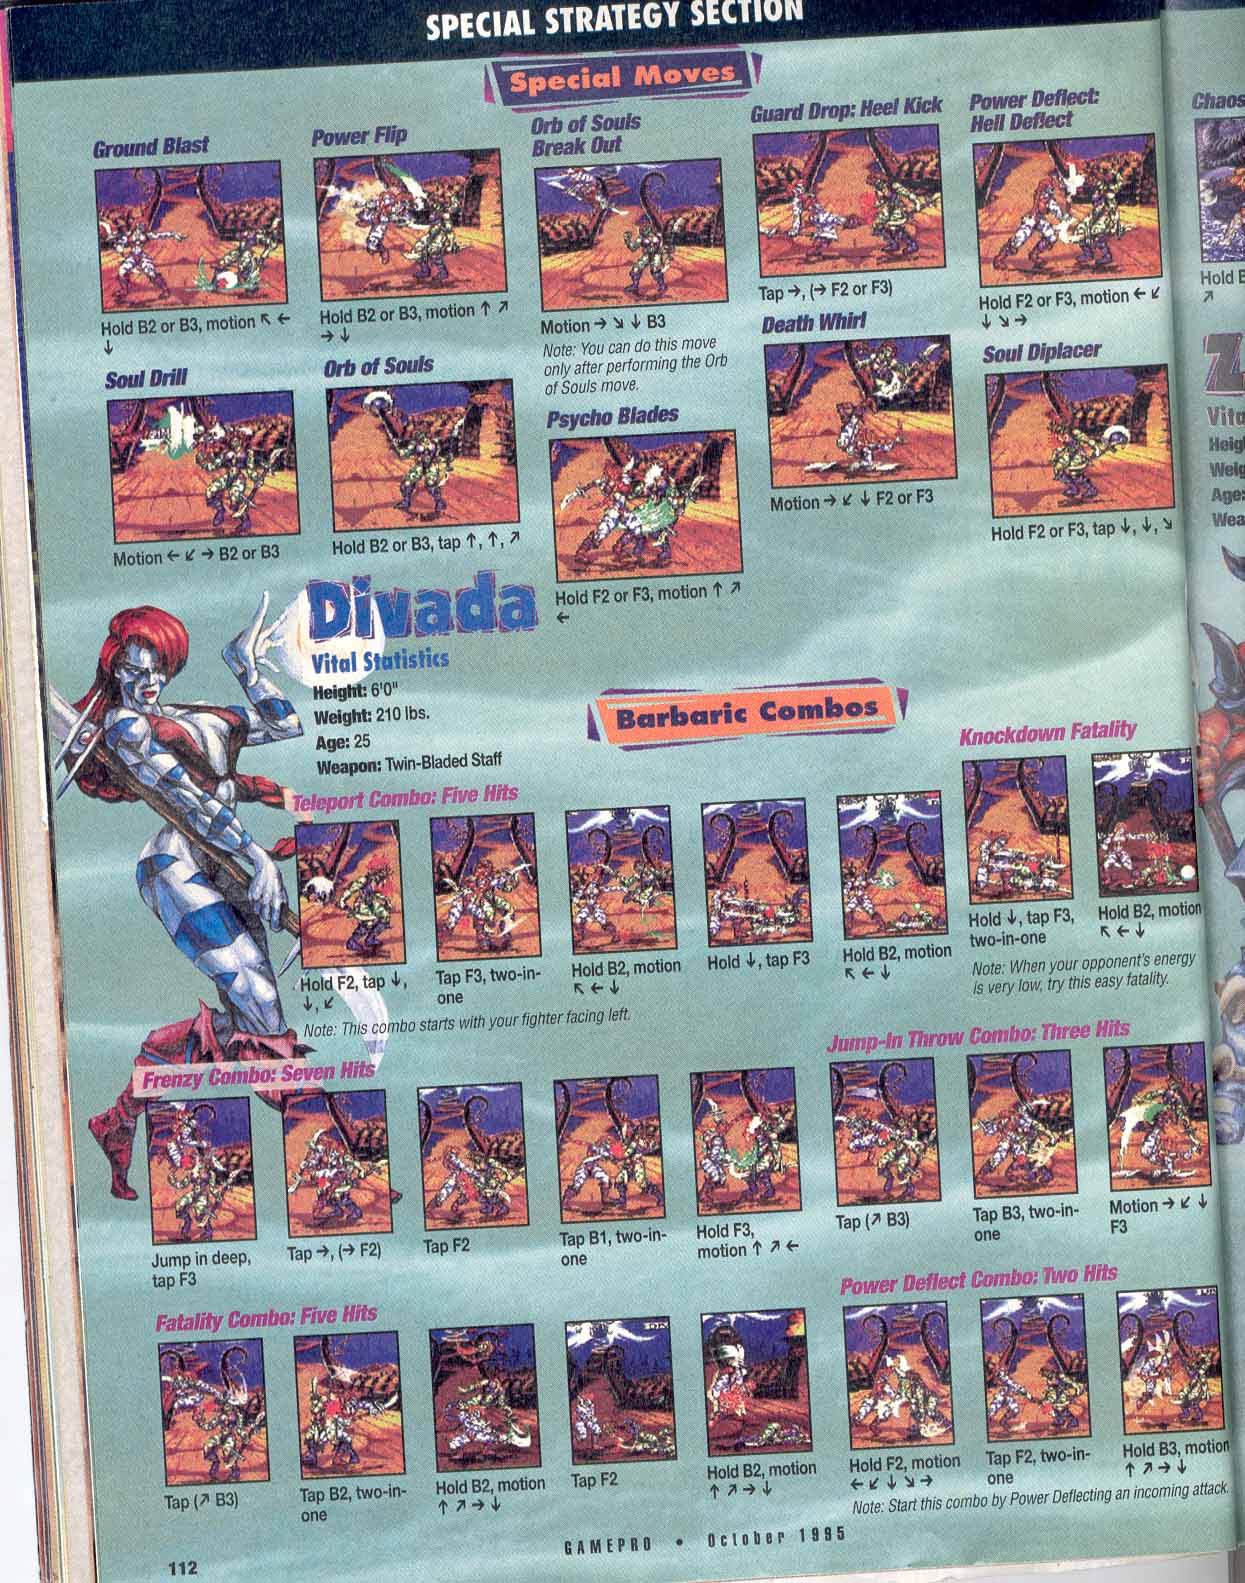 SPECIAL STRATEGY SECTION
Special Moves
Ground Blast
Hold B2 or B3, motion ↖ ←
↓
Power Flip
Hold B2 or B3, motion ↑ ↗
→ ↓
Orb of Souls
Break Out
Motion → ↘ ↓ B3
Note: You can do this move
only after performing the Orb
of Souls move.
Guard Drop: Heel Kick
Tap →, (→ F2 or F3)
Power Deflect:
Hell Deflect
Hold F2 or F3, motion ← ↙
↓ ↘ →
Soul Drill
Motion ← ↙ → B2 or B3
Orb of Souls
Hold B2 or B3, tap ↑, ↑, ↗
Psycho Blades
Hold F2 or F3, motion ↑ ↗
←
Death Whirl
Motion → ↙ ↓ F2 or F3
Soul Diplacer
Hold F2 or F3, tap ↓, ↓, ↘
Divada
Vital Statistics
Height: 6'0"
Weight: 210 lbs.
Age: 25
Weapon: Twin-Bladed Staff
Barbaric Combos
Teleport Combo: Five Hits
Hold F2, tap ↓,
↓, ↙
Tap F3, two-in-
one
Hold B2, motion
↖ ← ↓
Hold ↓, tap F3
Hold B2, motion
↖ ← ↓
Note: This combo starts with your fighter facing left.
Knockdown Fatality
Hold ↓, tap F3,
two-in-one
Hold B2, motion
↖ ← ↓
Note: When your opponent's energy
is very low, try this easy fatality.
Frenzy Combo: Seven Hits
Jump in deep,
tap F3
Tap →, (→ F2)
Tap F2
Tap B1, two-in-
one
Hold F3,
motion ↑ ↗ ←
Jump-In Throw Combo: Three Hits
Tap (↗ B3)
Tap B3, two-in-
one
Motion → ↙ ↓
F3
Fatality Combo: Five Hits
Tap (↗ B3)
Tap B2, two-in-
one
Hold B2, motion
↑ ↗ → ↓
Tap F2
Hold B2, motion
↑ ↗ → ↓
Power Deflect Combo: Two Hits
Hold F2, motion
← ↙ ↓ ↘ →
Tap F2, two-in-
one
Hold B3, motion
↑ ↗ → ↓
Note: Start this combo by Power Deflecting an incoming attack.
112
GAMEPRO • October 1995
Chaos
Hold
↗
Z
Vita
Heig
Weig
Age:
Wea